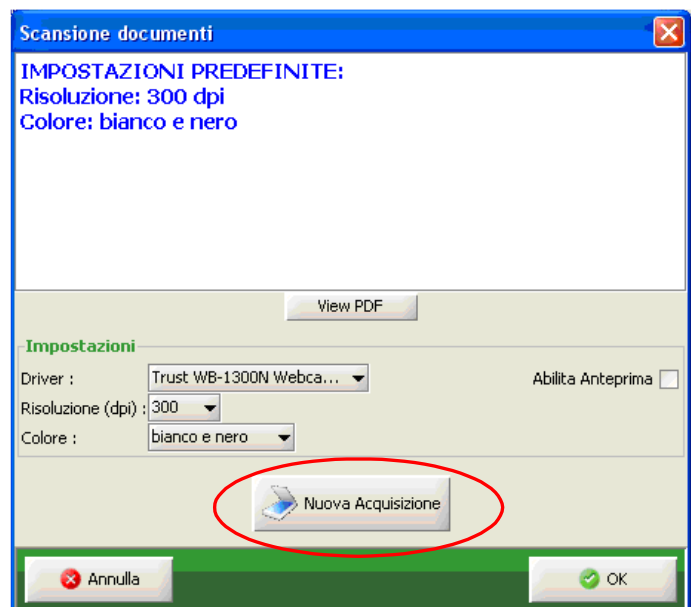 Scansione documenti
IMPOSTAZIONI PREDEFINITE:
Risoluzione: 300 dpi
Colore: bianco e nero
View PDF
Impostazioni
Driver : Trust WB-1300N Webca... Abilita Anteprima
Risoluzione (dpi) : 300
Colore : bianco e nero
Nuova Acquisizione
Annulla OK